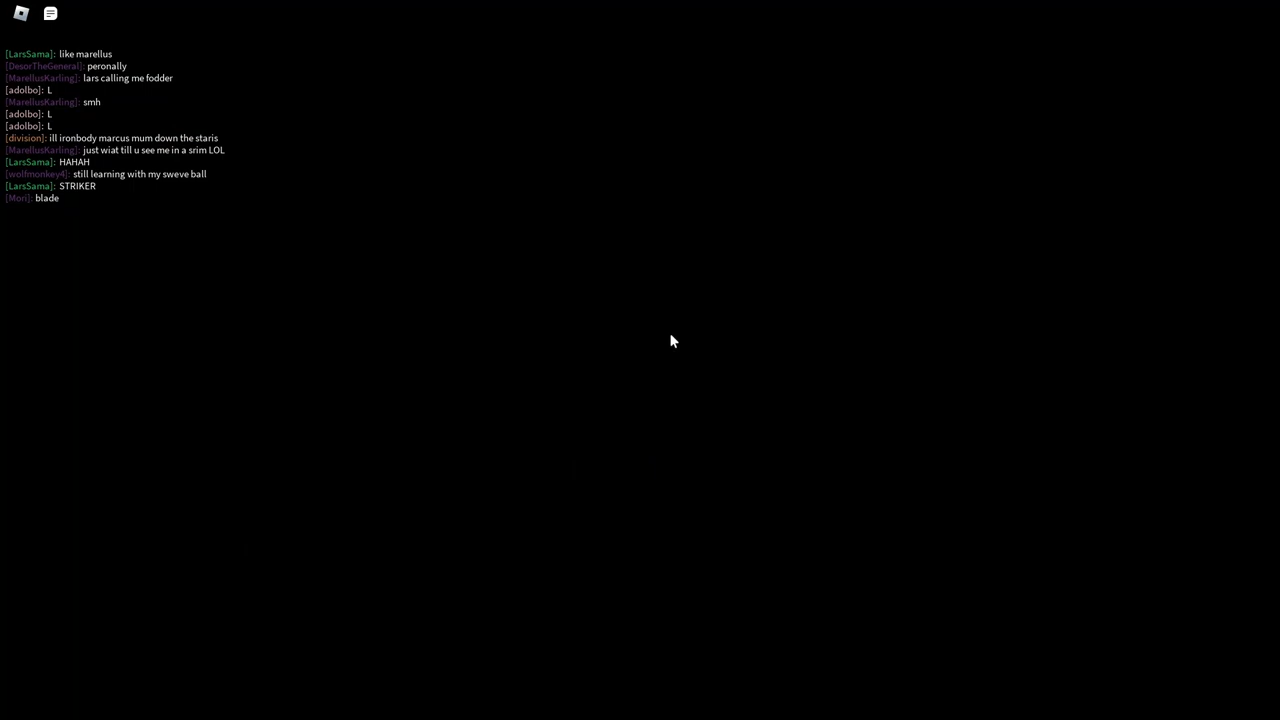 [LarsSama]: like marellus
[DesorTheGeneral]: peronally
[MarellusKarling]: lars calling me fodder
[adolbo]: L
[MarellusKarling]: smh
[adolbo]: L
[adolbo]: L
[division]: ill ironbody marcus mum down the staris
[MarellusKarling]: just wiat till u see me in a srim LOL
[LarsSama]: HAHAH
[wolfmonkey4]: still learning with my sweve ball
[LarsSama]: STRIKER
[Mori]: blade